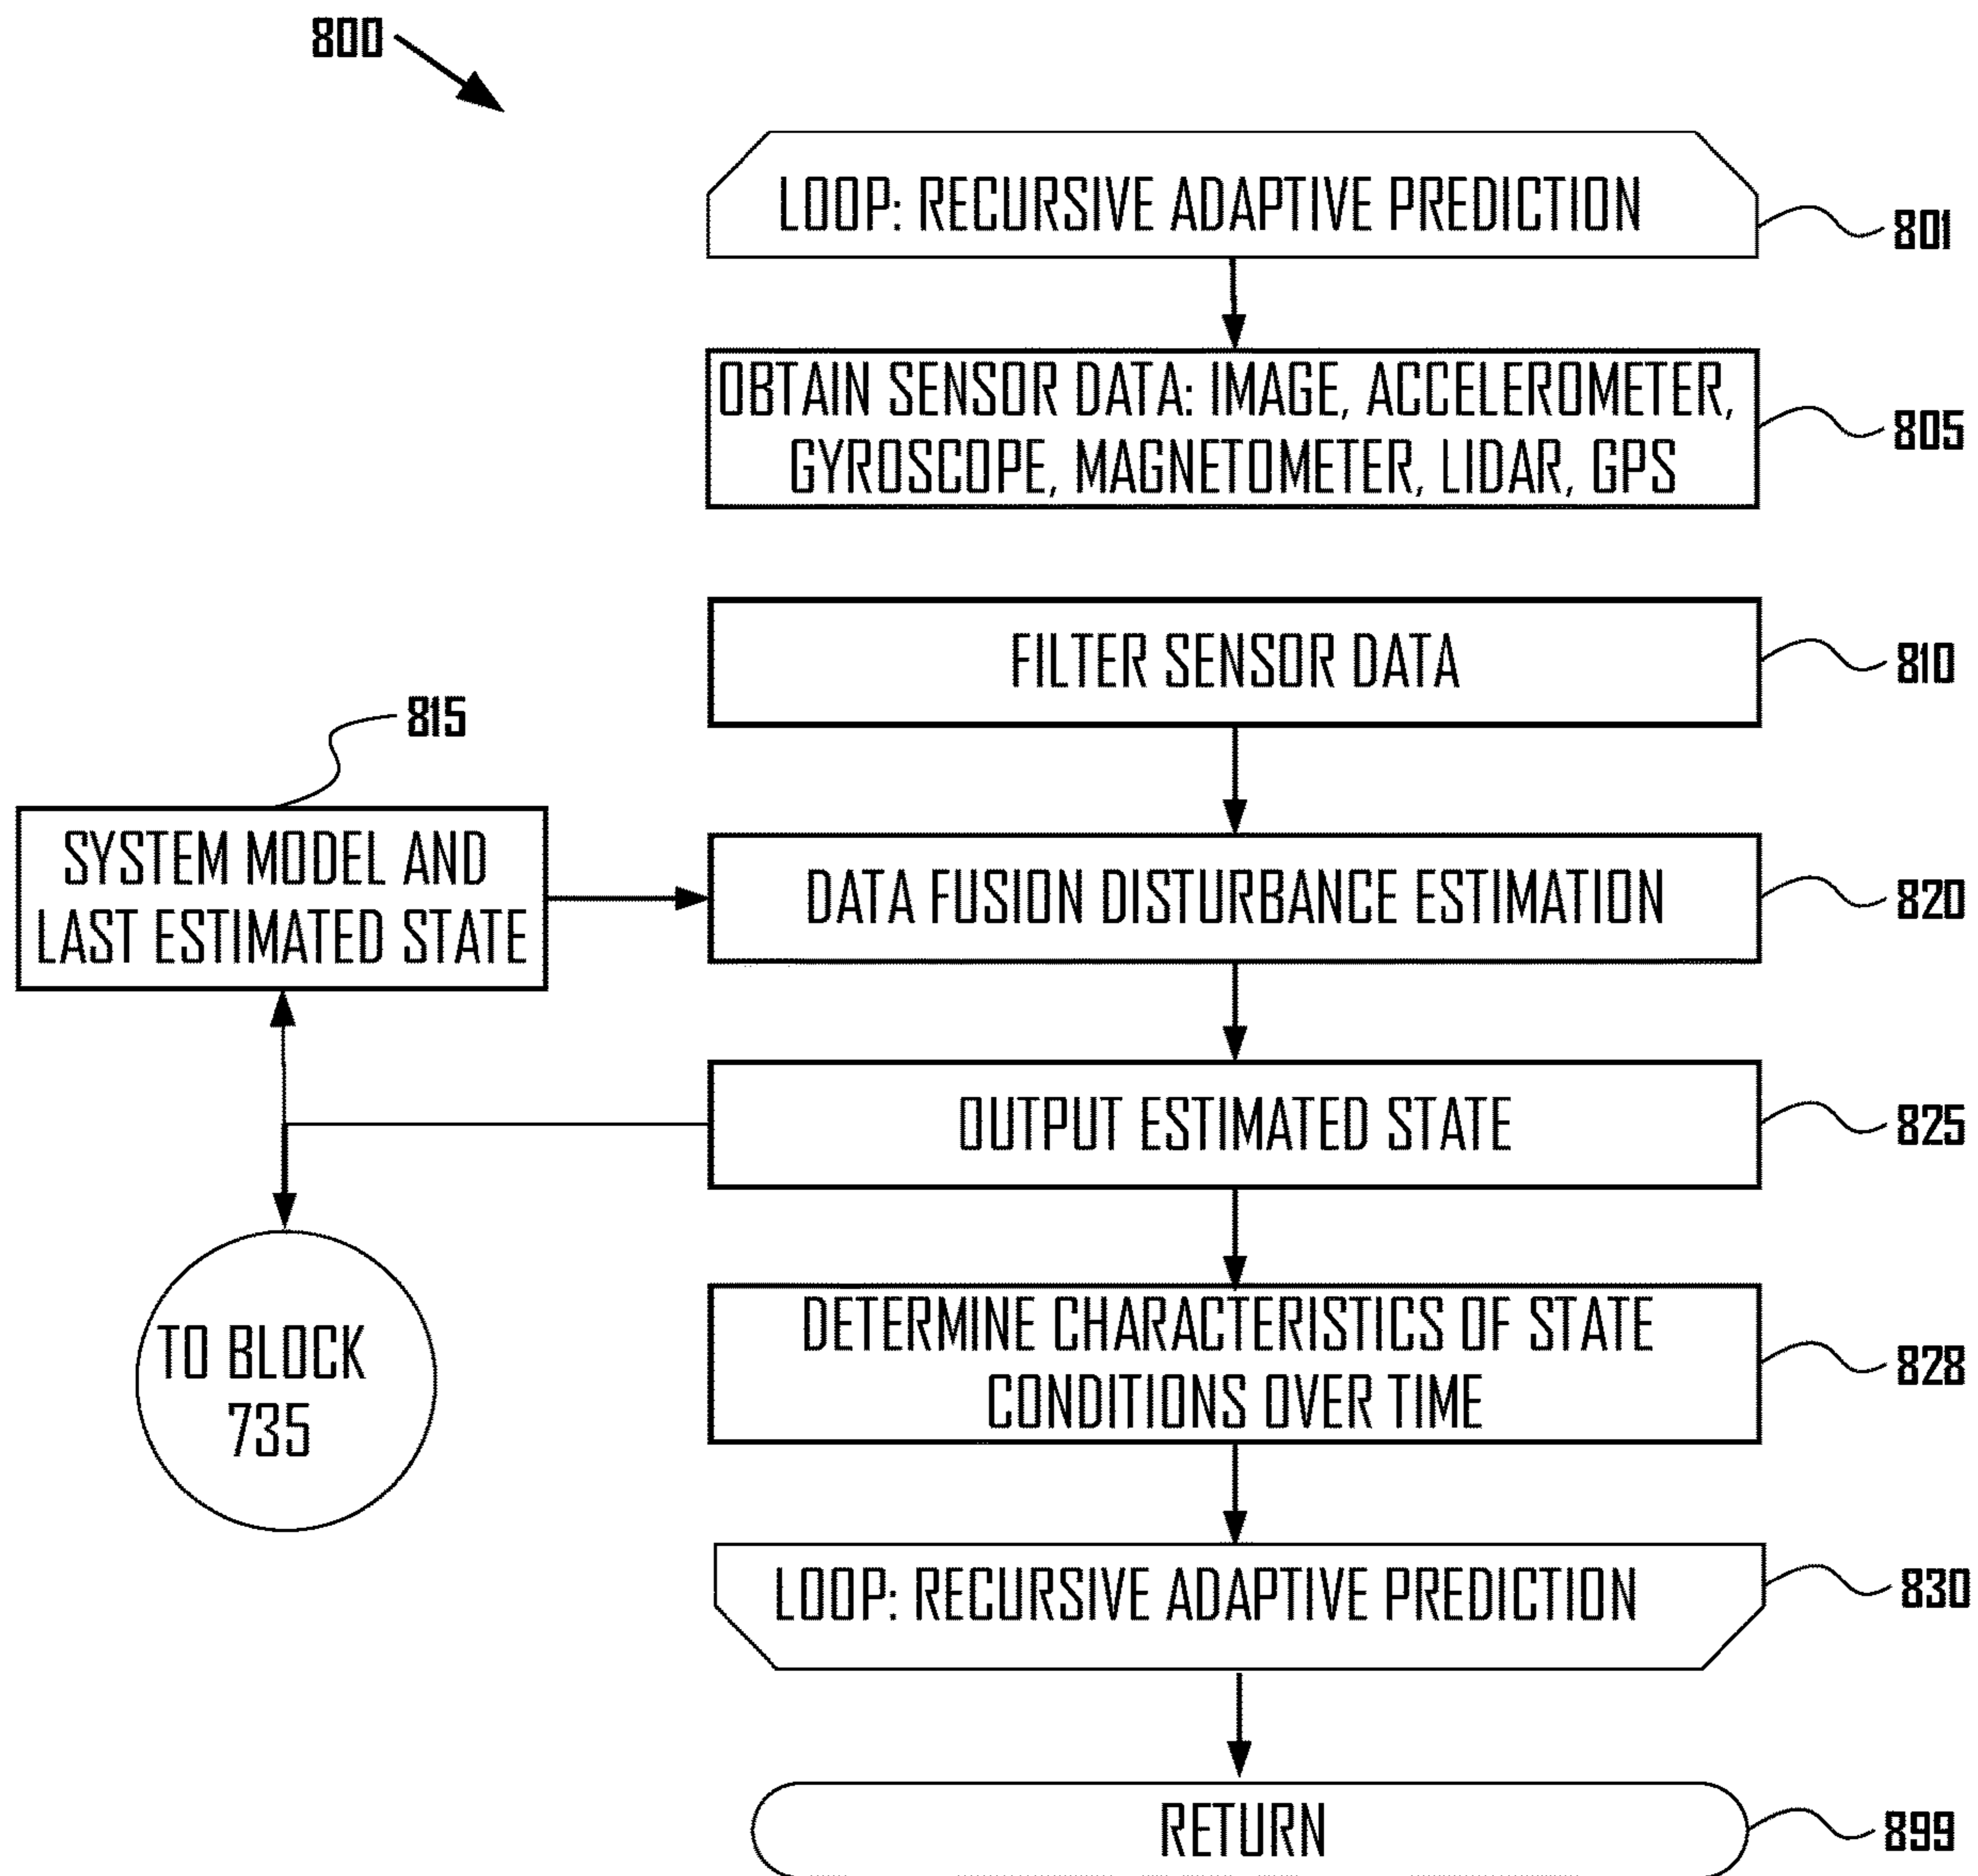 800
LOOP: RECURSIVE ADAPTIVE PREDICTION
801
OBTAIN SENSOR DATA: IMAGE, ACCELEROMETER,
GYROSCOPE, MAGNETOMETER, LIDAR, GPS
805
FILTER SENSOR DATA
810
815
SYSTEM MODEL AND
LAST ESTIMATED STATE
DATA FUSION DISTURBANCE ESTIMATION
820
OUTPUT ESTIMATED STATE
825
TO BLOCK
735
DETERMINE CHARACTERISTICS OF STATE
CONDITIONS OVER TIME
828
LOOP: RECURSIVE ADAPTIVE PREDICTION
830
RETURN
899